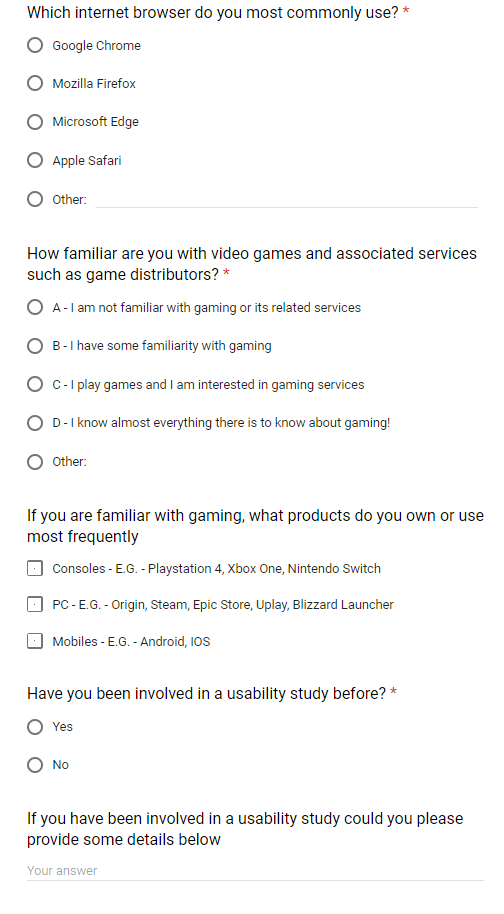 Which internet browser do you most commonly use? *
Google Chrome
Mozilla Firefox
Microsoft Edge
Apple Safari
Other:
How familiar are you with video games and associated services
such as game distributors? *
A - I am not familiar with gaming or its related services
B - I have some familiarity with gaming
C - I play games and I am interested in gaming services
D - I know almost everything there is to know about gaming!
Other:
If you are familiar with gaming, what products do you own or use
most frequently
Consoles - E.G. - Playstation 4, Xbox One, Nintendo Switch
PC - E.G. - Origin, Steam, Epic Store, Uplay, Blizzard Launcher
Mobiles - E.G. - Android, IOS
Have you been involved in a usability study before? *
Yes
No
If you have been involved in a usability study could you please
provide some details below
Your answer